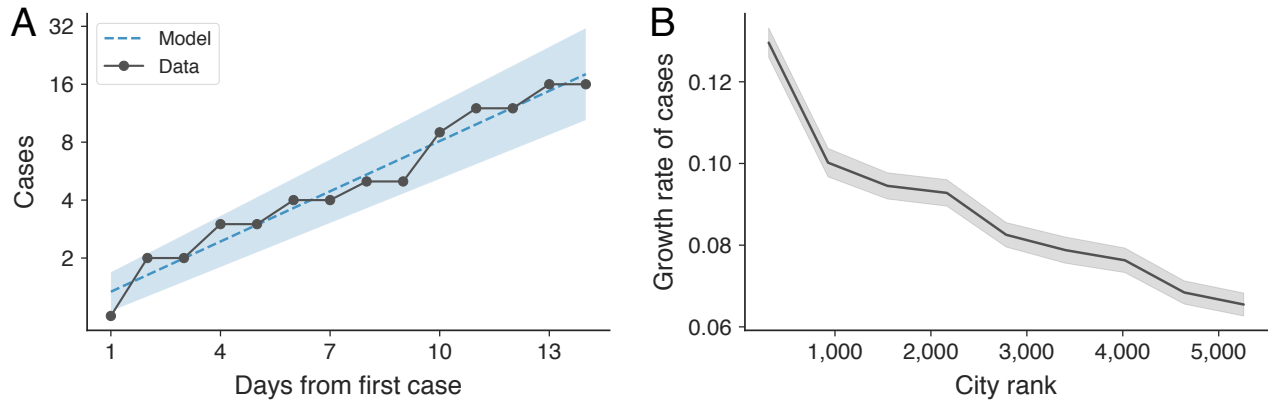 A
Cases
32
16
8
4
2
Model
Data
1
4
7
10
13
Days from first case
B
Growth rate of cases
0.12
0.10
0.08
0.06
1,000
2,000
3,000
4,000
5,000
City rank